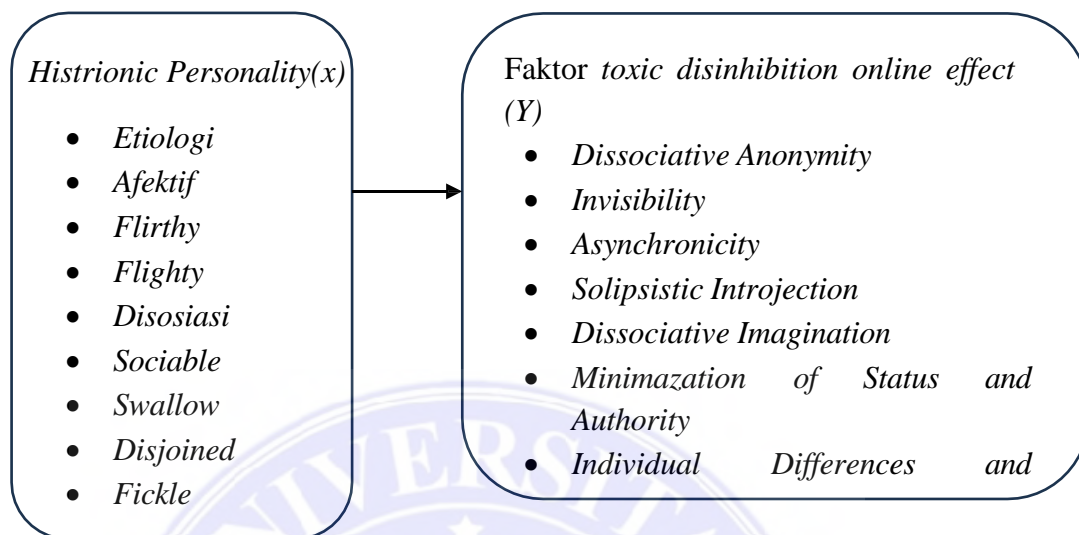 Histrionic Personality(x)
• Etiologi
• Afektif
• Flirthy
• Flighty
• Disosiasi
• Sociable
• Swallow
• Disjoined
• Fickle
Faktor toxic disinhibition online effect
(Y)
• Dissociative Anonymity
• Invisibility
• Asynchronicity
• Solipsistic Introjection
• Dissociative Imagination
• Minimazation of Status and
Authority
• Individual Differences and
UNIVERSIT